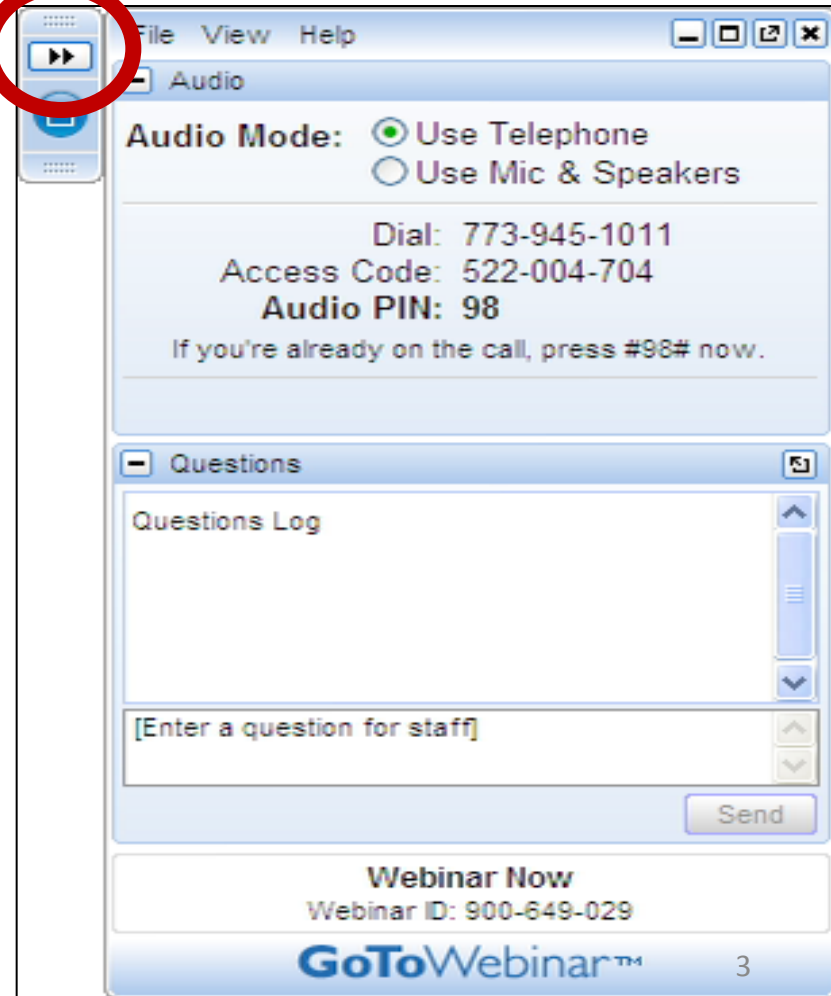 File View Help
Audio
Audio Mode: Use Telephone
Use Mic & Speakers
Dial: 773-945-1011
Access Code: 522-004-704
Audio PIN: 98
If you're already on the call, press #98# now.
Questions
Questions Log
[Enter a question for staff]
Send
Webinar Now
Webinar ID: 900-649-029
GoToWebinar™
3